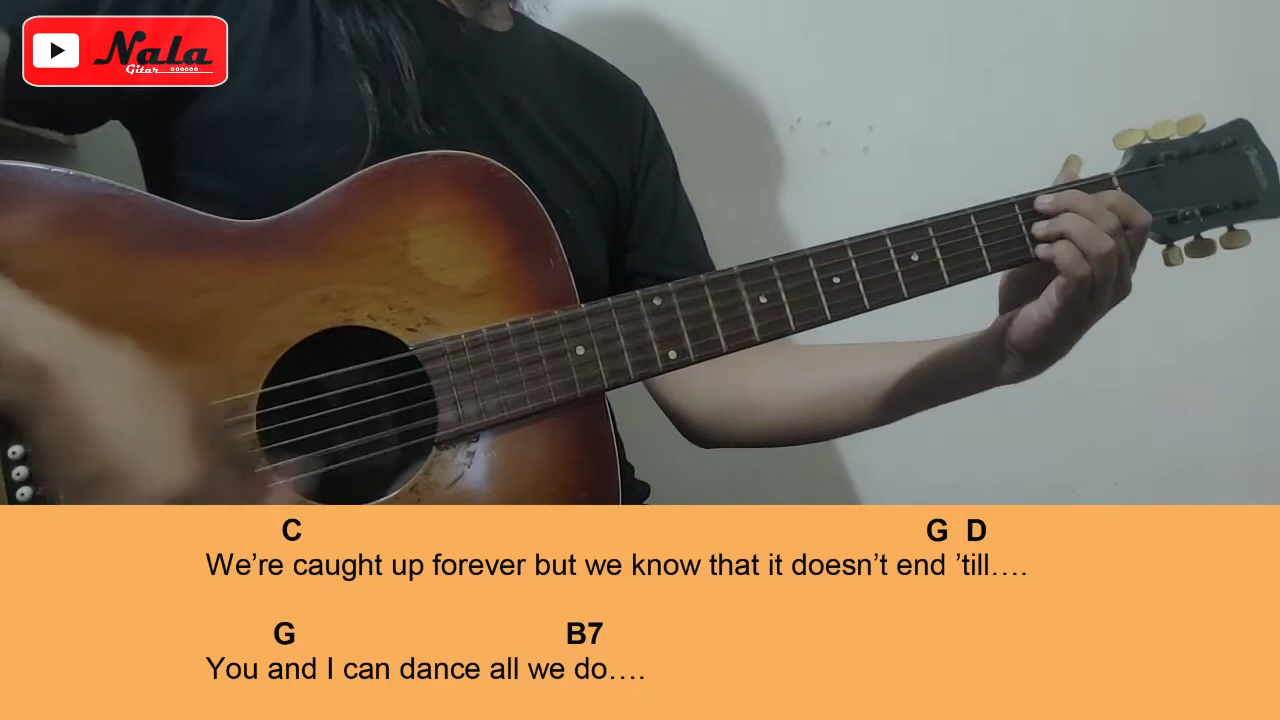 Nala
Gitar
C G D
We're caught up forever but we know that it doesn't end 'till....
G B7
You and I can dance all we do....